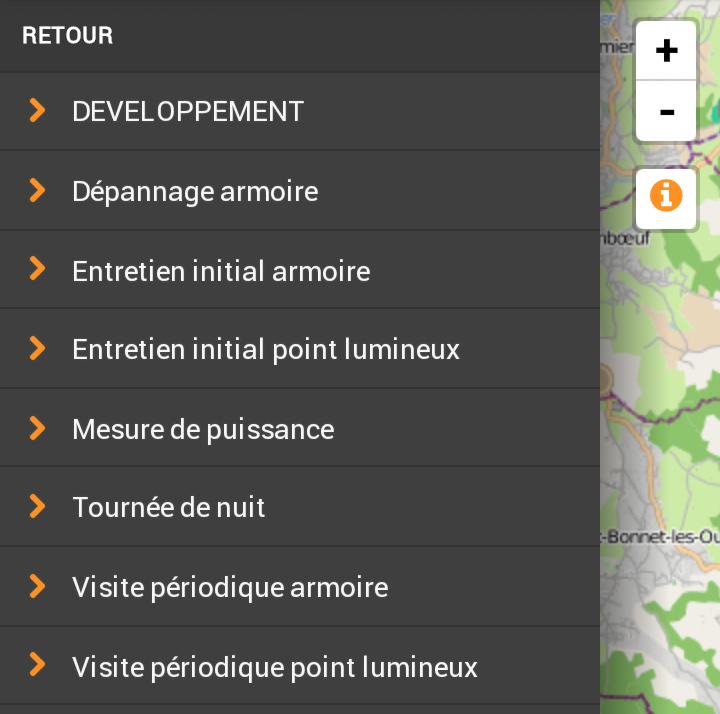 RETOUR
DEVELOPPEMENT
Dépannage armoire
Entretien initial armoire
Entretien initial point lumineux
Mesure de puissance
Tournée de nuit
Visite périodique armoire
Visite périodique point lumineux
+
-
i
mier
bœuf
-Bonnet-les-Ou